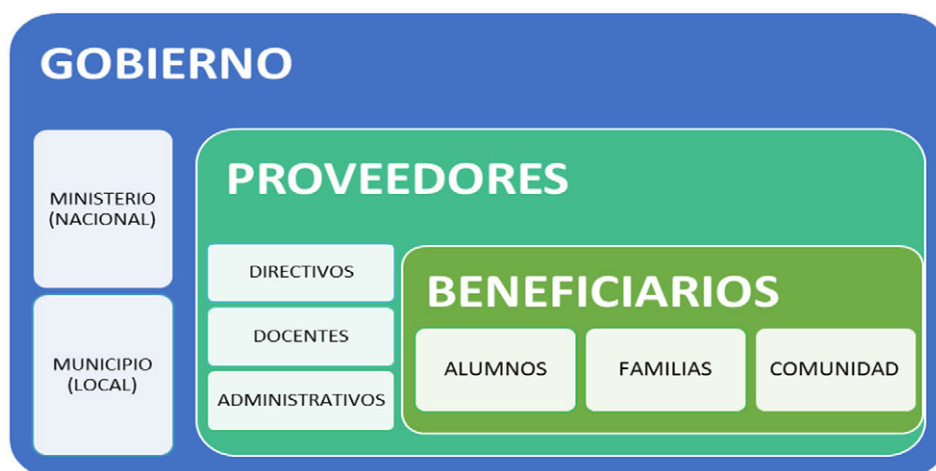 GOBIERNO
MINISTERIO
(NACIONAL)
MUNICIPIO
(LOCAL)
PROVEEDORES
DIRECTIVOS
DOCENTES
ADMINISTRATIVOS
BENEFICIARIOS
ALUMNOS
FAMILIAS
COMUNIDAD